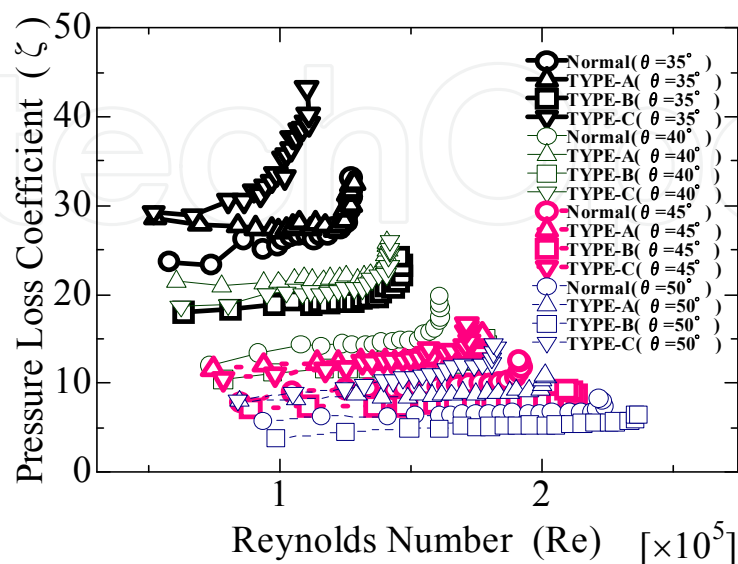 50
40
30
20
10
0
1
2
Pressure Loss Coefficient (ζ)
Reynolds Number (Re) [×10⁵]
Normal(θ=35°)
TYPE-A(θ=35°)
TYPE-B(θ=35°)
TYPE-C(θ=35°)
Normal(θ=40°)
TYPE-A(θ=40°)
TYPE-B(θ=40°)
TYPE-C(θ=40°)
Normal(θ=45°)
TYPE-A(θ=45°)
TYPE-B(θ=45°)
TYPE-C(θ=45°)
Normal(θ=50°)
TYPE-A(θ=50°)
TYPE-B(θ=50°)
TYPE-C(θ=50°)